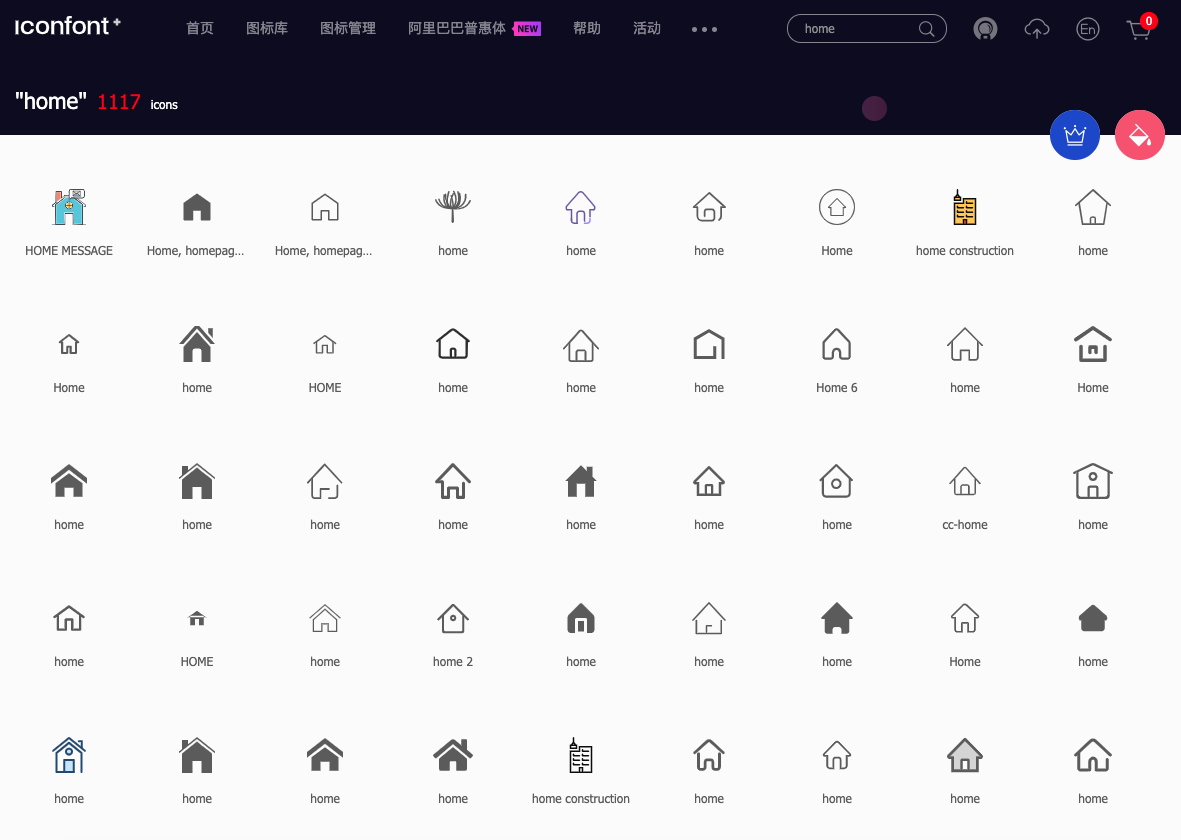 iconfont+ 首页 图标库 图标管理 阿里巴巴普惠体 NEW 帮助 活动 home En 0
"home" 1117 icons
HOME MESSAGE Home, homepag... Home, homepag... home home home Home home construction home
Home home HOME home home home Home 6 home Home
home home home home home home home cc-home home
home HOME home home 2 home home home Home home
home home home home home construction home home home home